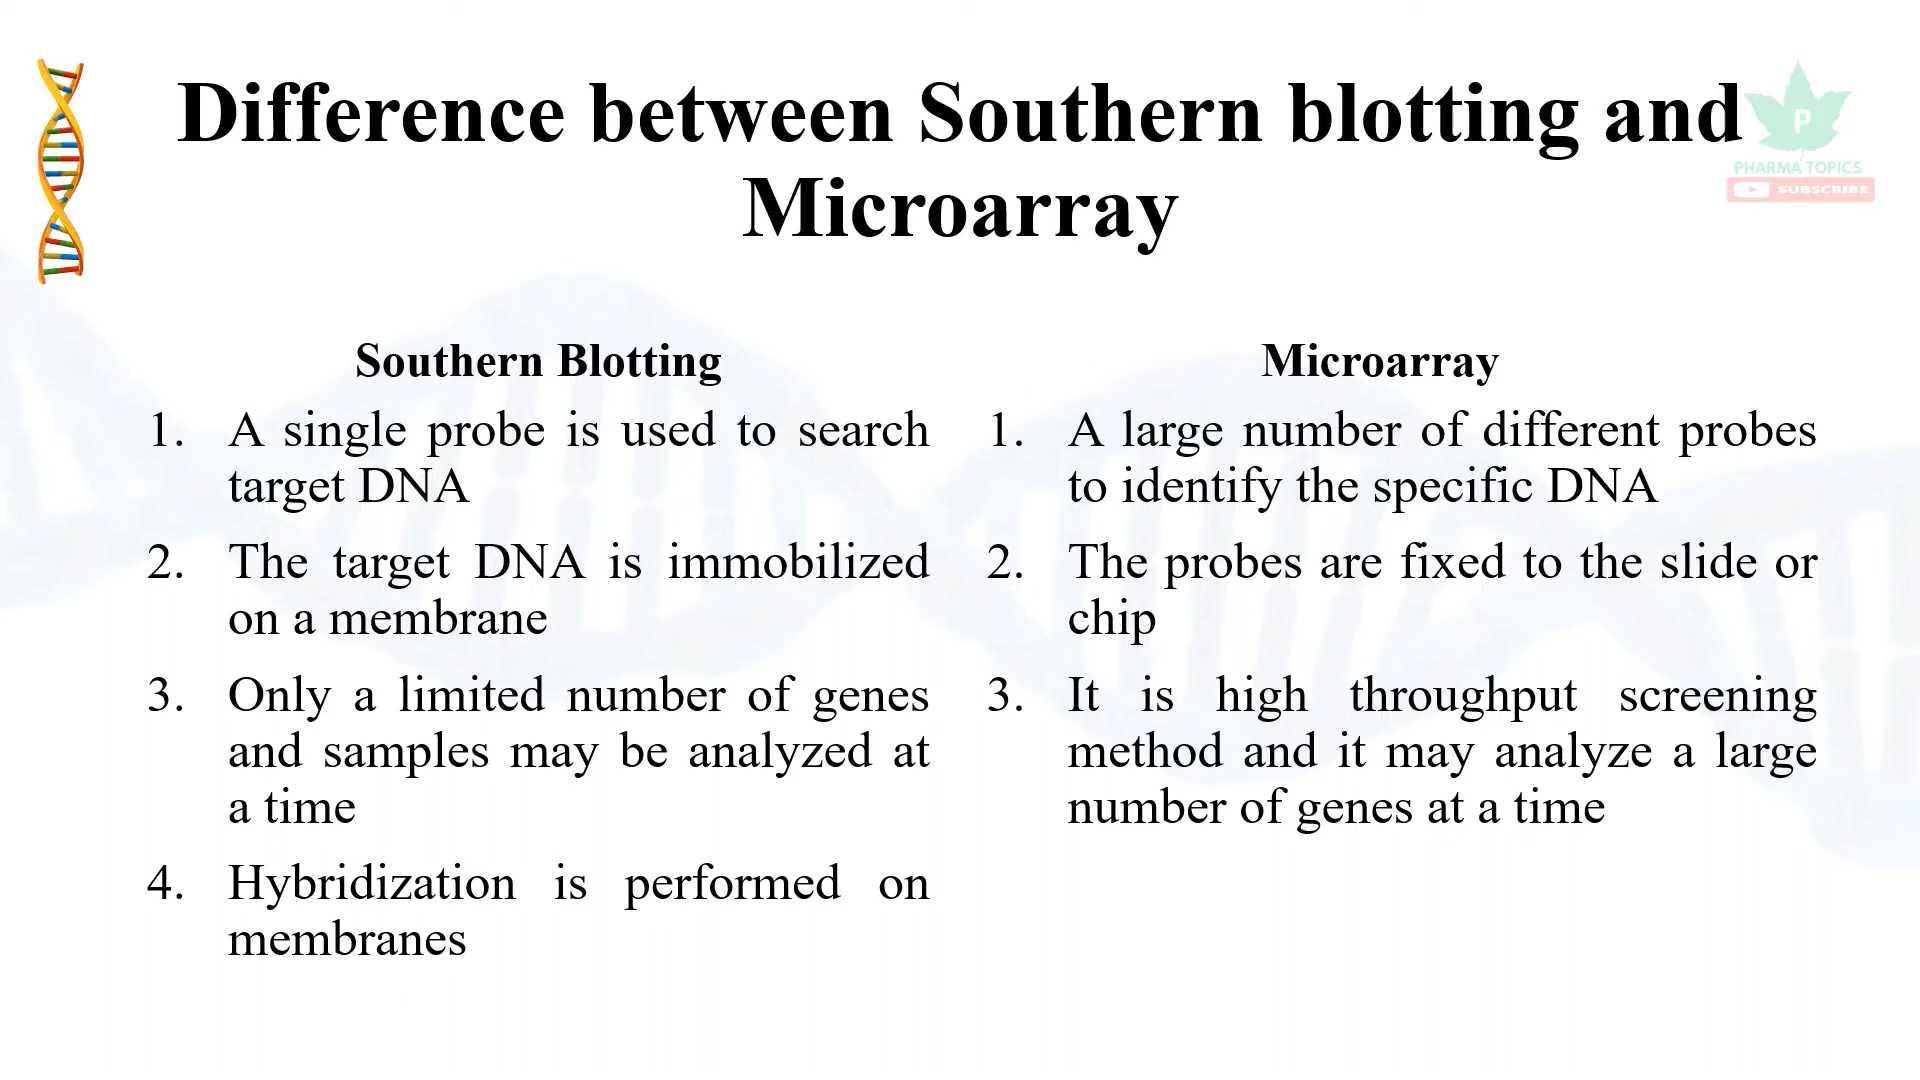 Difference between Southern blotting and
Microarray
P
PHARMA TOPICS
SUBSCRIBE
Southern Blotting
1. A single probe is used to search
target DNA
2. The target DNA is immobilized
on a membrane
3. Only a limited number of genes
and samples may be analyzed at
a time
4. Hybridization is performed on
membranes
Microarray
1. A large number of different probes
to identify the specific DNA
2. The probes are fixed to the slide or
chip
3. It is high throughput screening
method and it may analyze a large
number of genes at a time